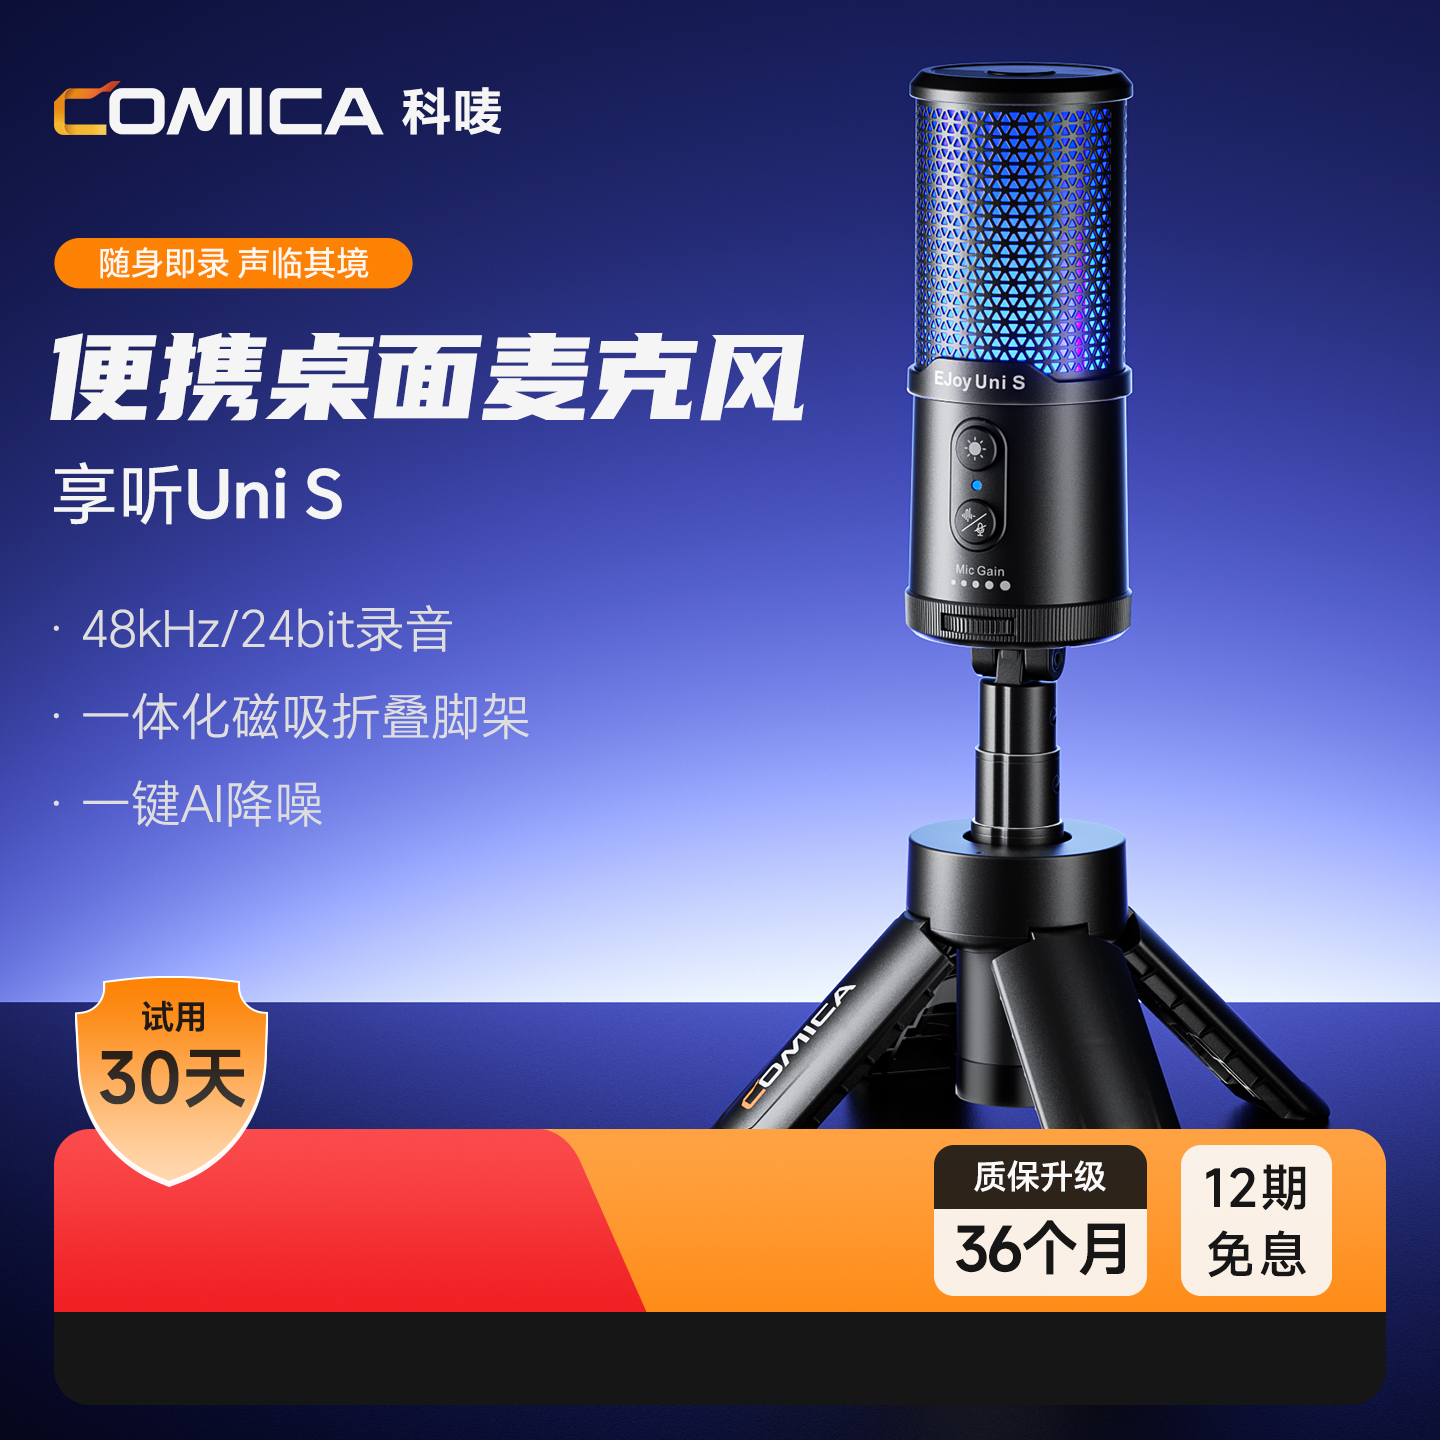 COMICA 科唛
随身即录 声临其境
便携桌面麦克风
享听Uni S
· 48kHz/24bit录音
· 一体化磁吸折叠脚架
· 一键AI降噪
EJoy Uni S
Mic Gain
COMICA
试用
30天
质保升级
36个月
12期
免息